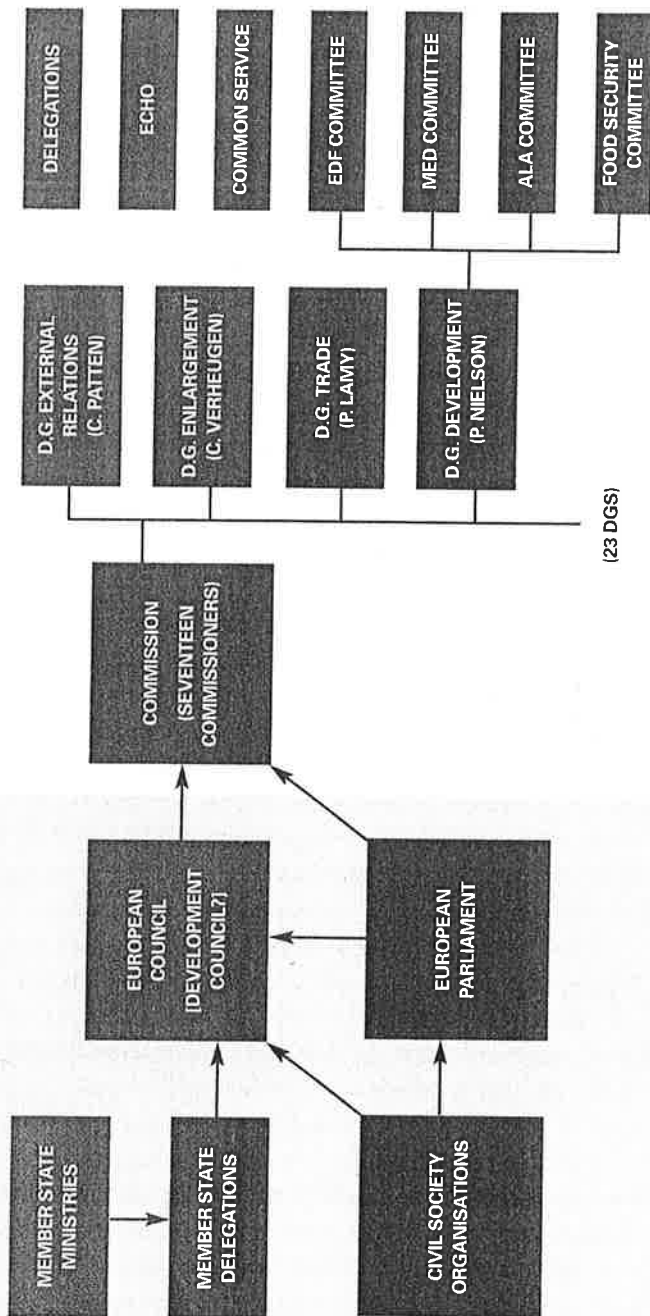 MEMBER STATE
MINISTRIES
MEMBER STATE
DELEGATIONS
CIVIL SOCIETY
ORGANISATIONS
EUROPEAN
COUNCIL
[DEVELOPMENT
COUNCIL?]
EUROPEAN
PARLIAMENT
COMMISSION
(SEVENTEEN
COMMISSIONERS)
D.G. EXTERNAL
RELATIONS
(C. PATTEN)
D.G. ENLARGEMENT
(C. VERHEUGEN)
D.G. TRADE
(P. LAMY)
D.G. DEVELOPMENT
(P. NIELSON)
(23 DGS)
DELEGATIONS
ECHO
COMMON SERVICE
EDF COMMITTEE
MED COMMITTEE
ALA COMMITTEE
FOOD SECURITY
COMMITTEE